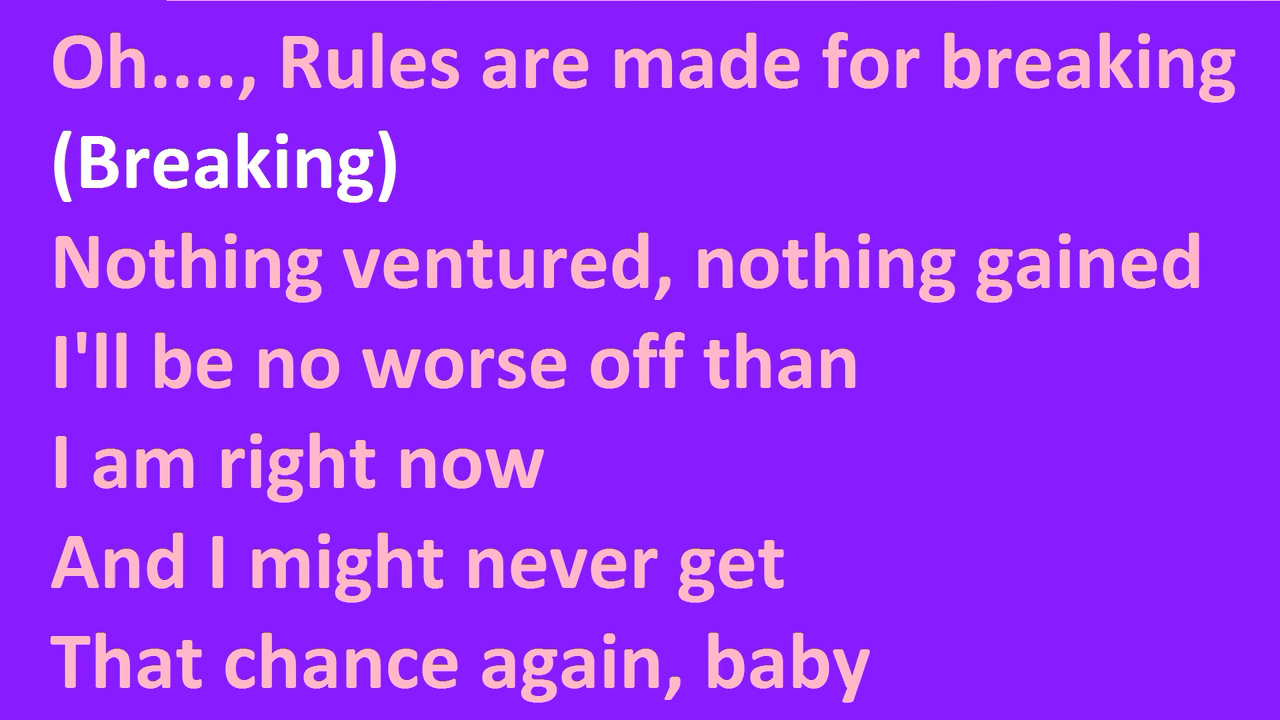 Oh...., Rules are made for breaking
(Breaking)
Nothing ventured, nothing gained
I'll be no worse off than
I am right now
And I might never get
That chance again, baby